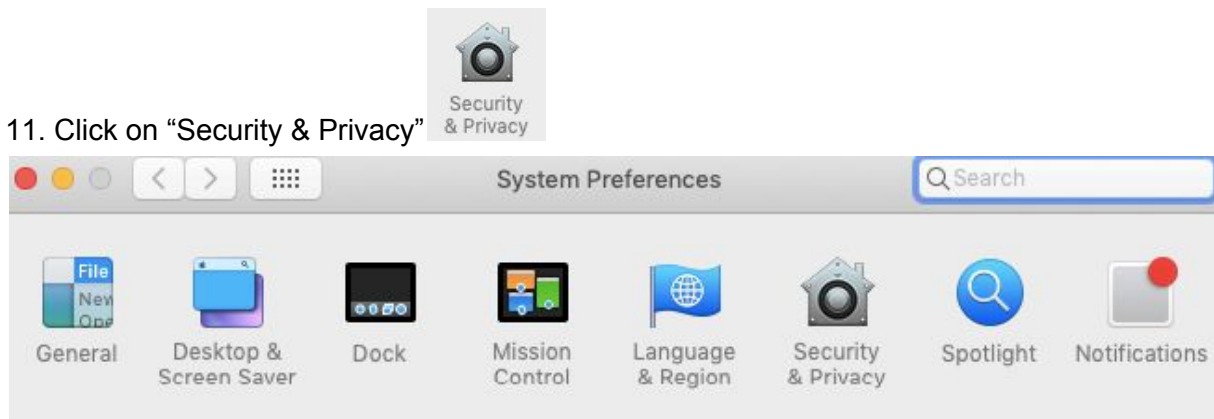 Security
& Privacy
11. Click on “Security & Privacy”
System Preferences
Search
File
New
Ope
General
Desktop &
Screen Saver
Dock
Mission
Control
Language
& Region
Security
& Privacy
Spotlight
Notifications